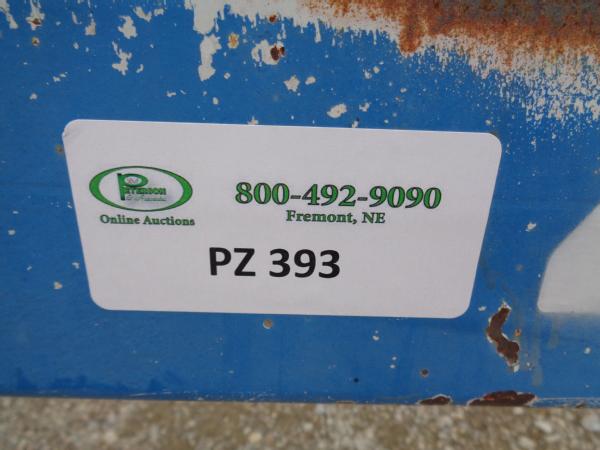 PETERSON
Online Auctions
800-492-9090
Fremont, NE
PZ 393